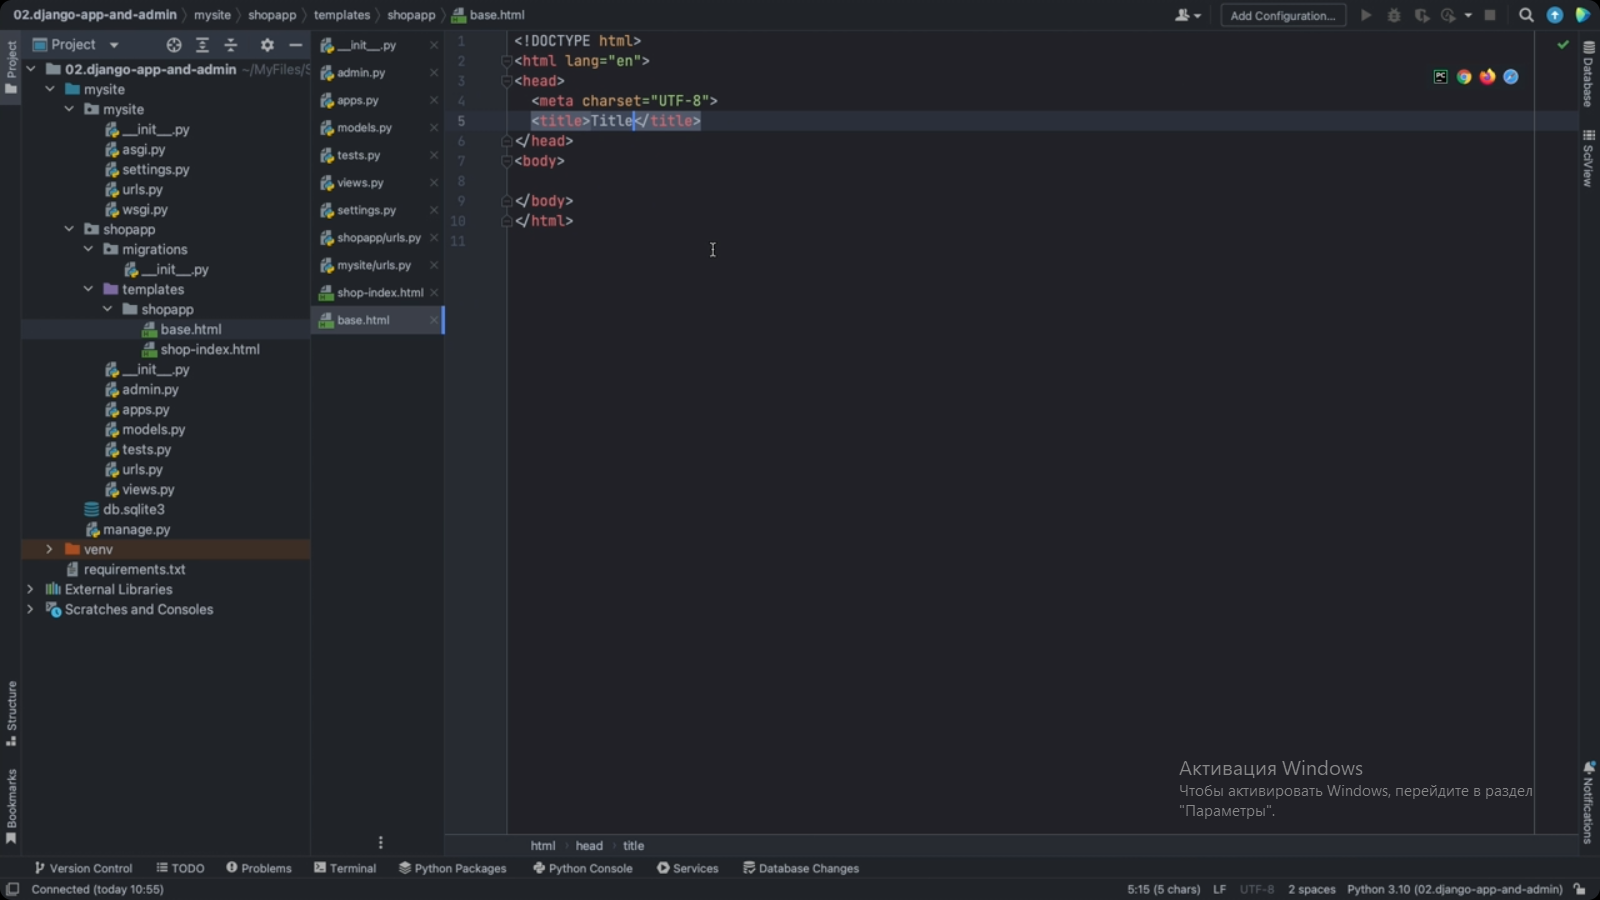 02.django-app-and-admin mysite shopapp templates shopapp base.html
Add Configuration...
Project
Project
02.django-app-and-admin ~/MyFiles/S
mysite
mysite
__init__.py
asgi.py
settings.py
urls.py
wsgi.py
shopapp
migrations
__init__.py
templates
shopapp
base.html
shop-index.html
__init__.py
admin.py
apps.py
models.py
tests.py
urls.py
views.py
db.sqlite3
manage.py
venv
requirements.txt
External Libraries
Scratches and Consoles
Structure
Bookmarks
__init__.py
admin.py
apps.py
models.py
tests.py
views.py
settings.py
shopapp/urls.py
mysite/urls.py
shop-index.html
base.html
1 <!DOCTYPE html>
2 <html lang="en">
3 <head>
4 <meta charset="UTF-8">
5 <title>Title</title>
6 </head>
7 <body>
8
9 </body>
10 </html>
11
PC
Database
SciView
Notifications
Активация Windows
Чтобы активировать Windows, перейдите в раздел
"Параметры".
html head title
Version Control TODO Problems Terminal Python Packages Python Console Services Database Changes
Connected (today 10:55)
5:15 (5 chars) LF UTF-8 2 spaces Python 3.10 (02.django-app-and-admin)